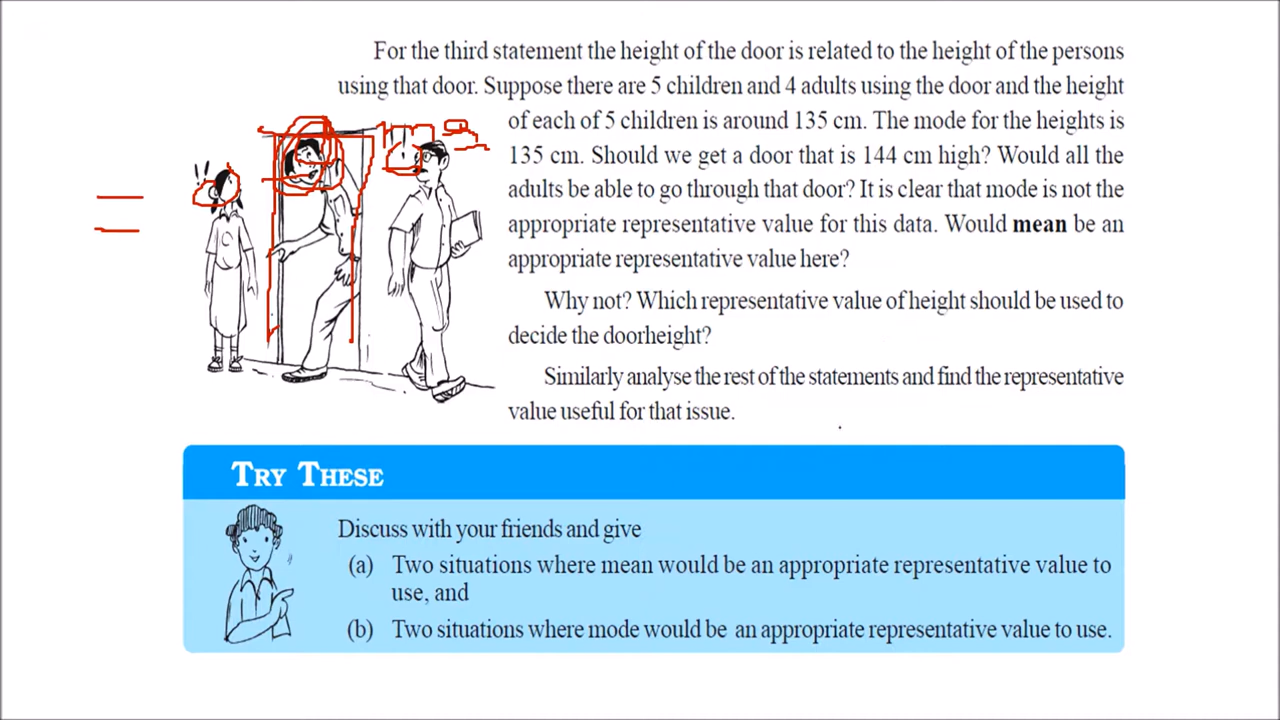 For the third statement the height of the door is related to the height of the persons
using that door. Suppose there are 5 children and 4 adults using the door and the height
of each of 5 children is around 135 cm. The mode for the heights is
135 cm. Should we get a door that is 144 cm high? Would all the
adults be able to go through that door? It is clear that mode is not the
appropriate representative value for this data. Would mean be an
appropriate representative value here?
Why not? Which representative value of height should be used to
decide the doorheight?
Similarly analyse the rest of the statements and find the representative
value useful for that issue.
TRY THESE
Discuss with your friends and give
(a) Two situations where mean would be an appropriate representative value to
use, and
(b) Two situations where mode would be an appropriate representative value to use.